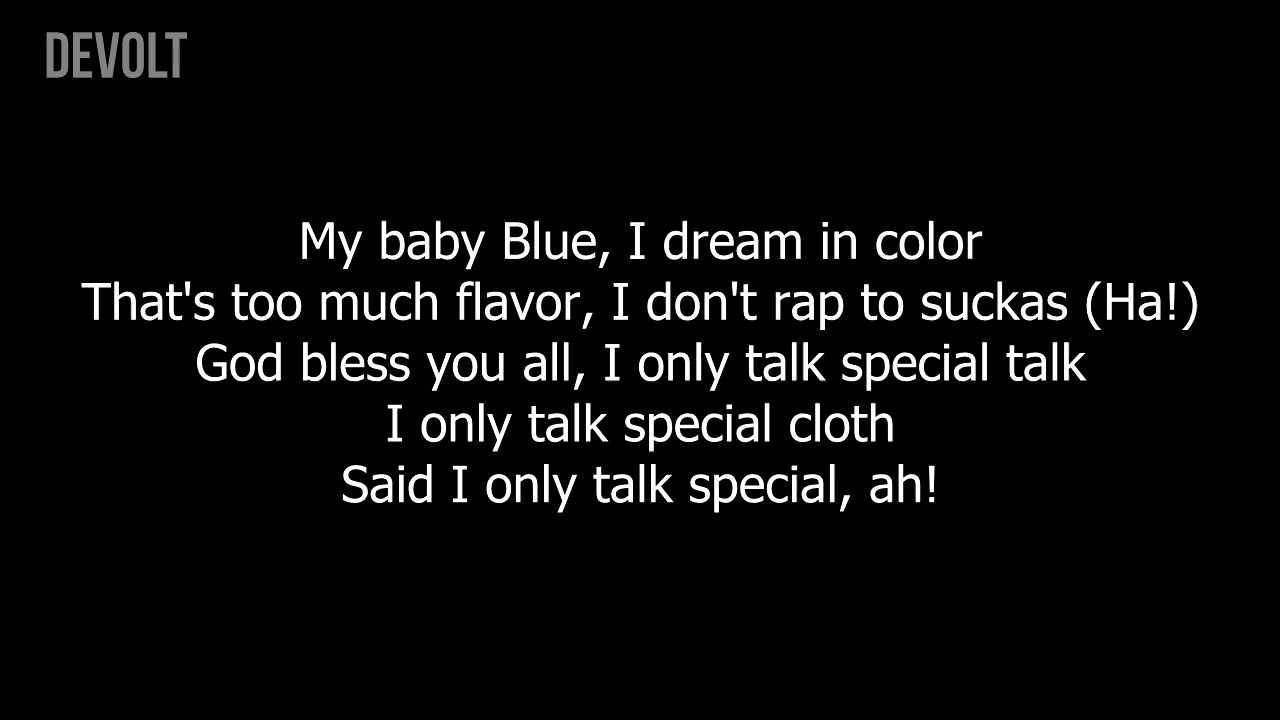 DEVOLT
My baby Blue, I dream in color
That's too much flavor, I don't rap to suckas (Ha!)
God bless you all, I only talk special talk
I only talk special cloth
Said I only talk special, ah!